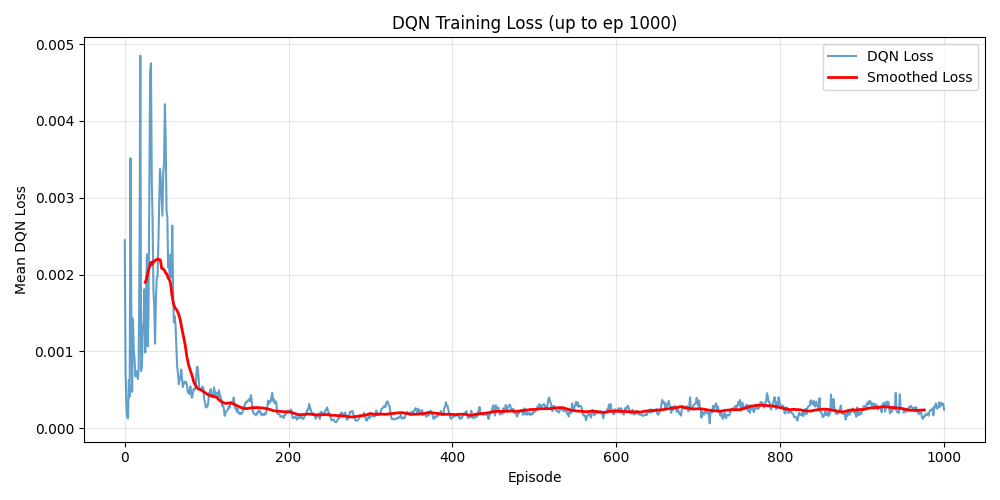 DQN Training Loss (up to ep 1000)
DQN Loss
Smoothed Loss
Mean DQN Loss
0.005
0.004
0.003
0.002
0.001
0.000
0 200 400 600 800 1000
Episode